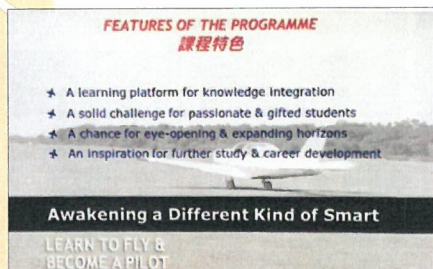 FEATURES OF THE PROGRAMME
課程特色
A learning platform for knowledge integration
A solid challenge for passionate & gifted students
A chance for eye-opening & expanding horizons
An inspiration for further study & career development
Awakening a Different Kind of Smart
LEARN TO FLY &
BECOME A PILOT